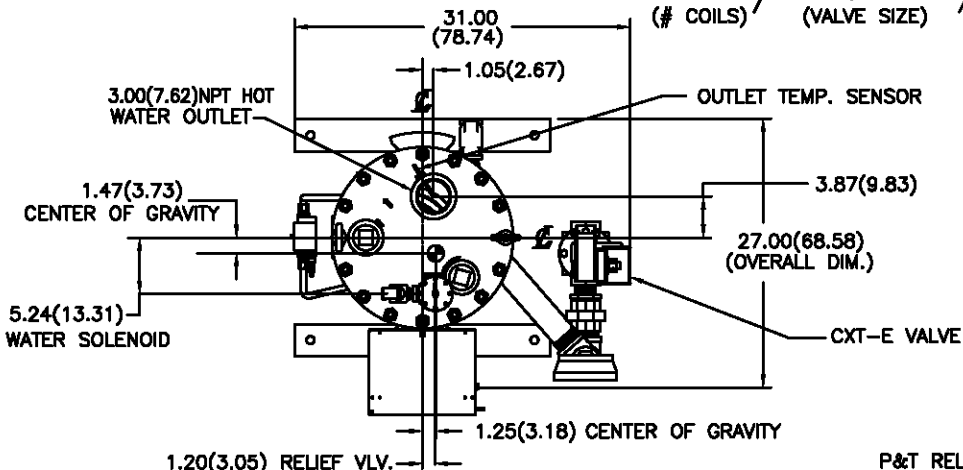 31.00
(78.74)
(# COILS)
(VALVE SIZE)
1.05(2.67)
℄
3.00(7.62)NPT HOT
WATER OUTLET
OUTLET TEMP. SENSOR
1.47(3.73)
CENTER OF GRAVITY
3.87(9.83)
℄
27.00(68.58)
(OVERALL DIM.)
5.24(13.31)
WATER SOLENOID
CXT-E VALVE
1.25(3.18) CENTER OF GRAVITY
1.20(3.05) RELIEF VLV.
P&T REL